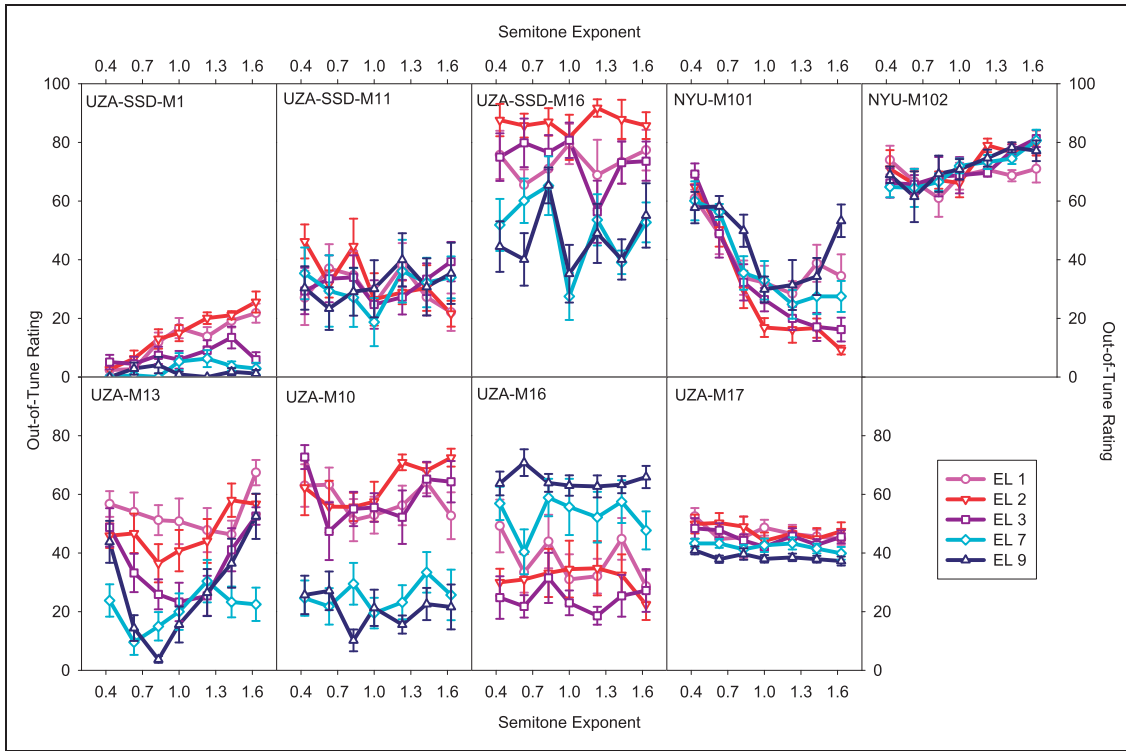 Semitone Exponent
0.4 0.7 1.0 1.3 1.6 0.4 0.7 1.0 1.3 1.6 0.4 0.7 1.0 1.3 1.6 0.4 0.7 1.0 1.3 1.6 0.4 0.7 1.0 1.3 1.6
100 100
UZA-SSD-M1 UZA-SSD-M11 UZA-SSD-M16 NYU-M101 NYU-M102
80 80
60 60
40 40
20 20
0 0
Out-of-Tune Rating
Out-of-Tune Rating
UZA-M13 UZA-M10 UZA-M16 UZA-M17
80 80
60 60
40 40
20 20
0 0
EL 1
EL 2
EL 3
EL 7
EL 9
0.4 0.7 1.0 1.3 1.6 0.4 0.7 1.0 1.3 1.6 0.4 0.7 1.0 1.3 1.6 0.4 0.7 1.0 1.3 1.6
Semitone Exponent